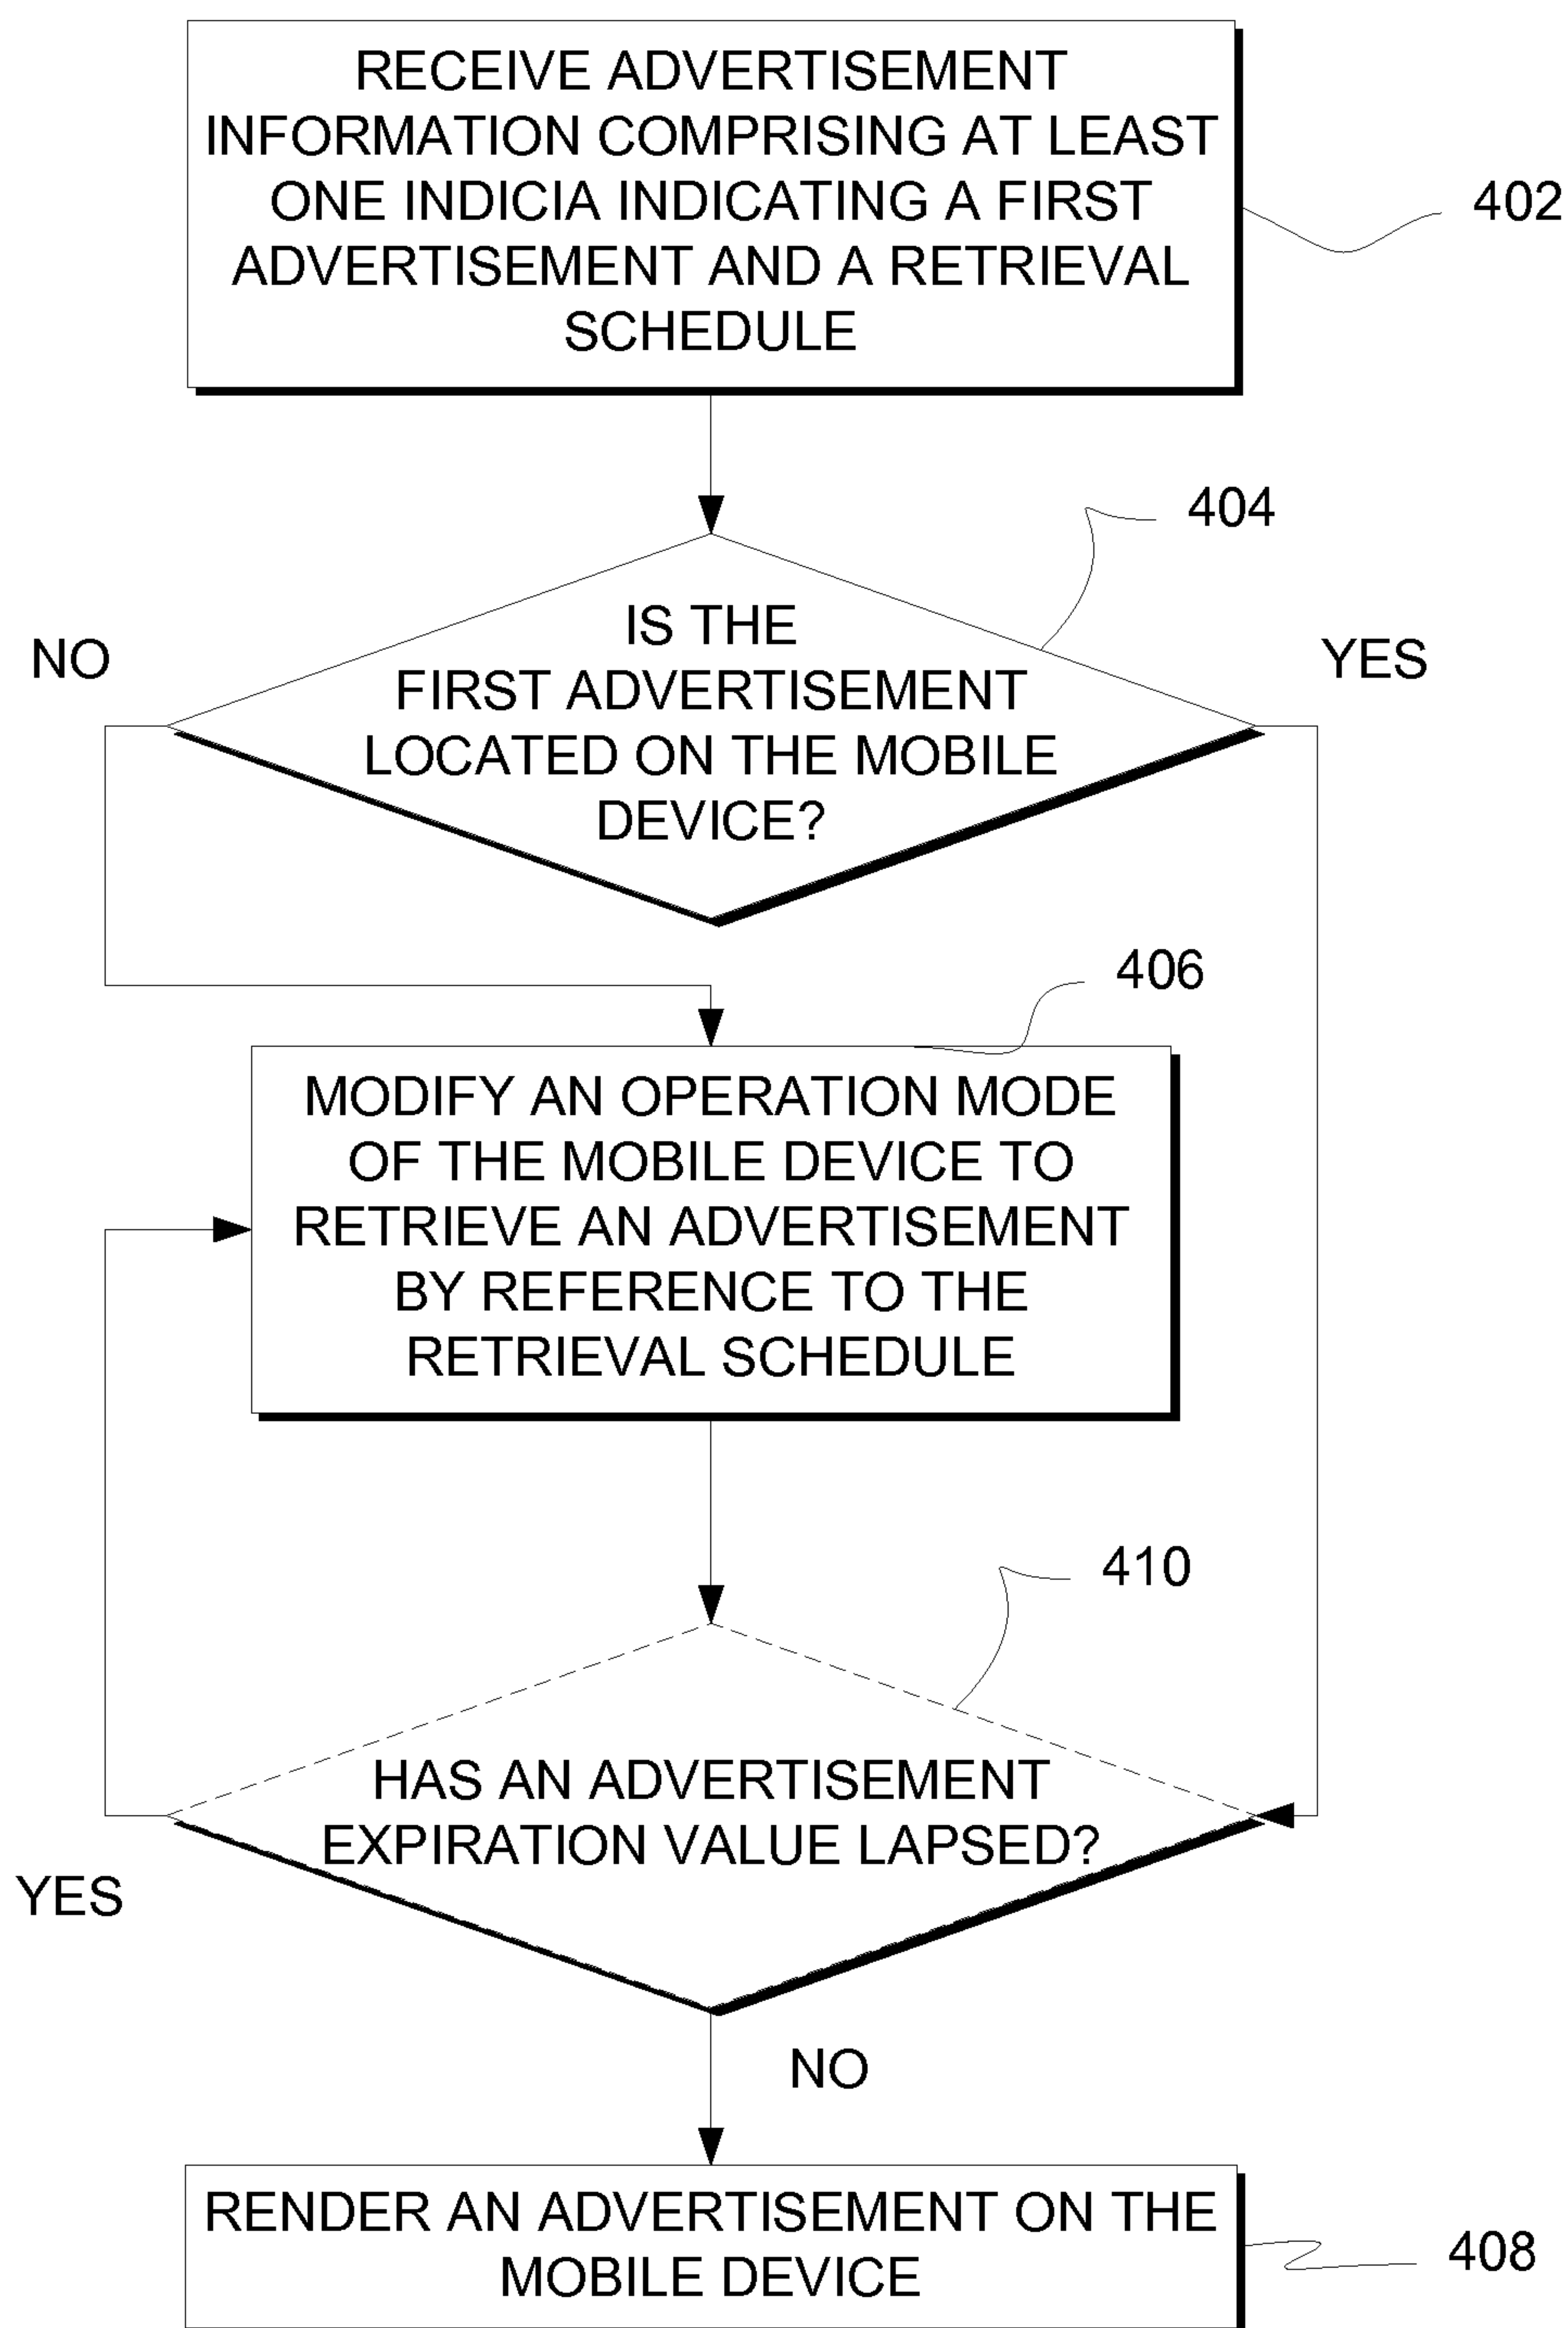 RECEIVE ADVERTISEMENT
INFORMATION COMPRISING AT LEAST
ONE INDICIA INDICATING A FIRST
ADVERTISEMENT AND A RETRIEVAL
SCHEDULE
402
404
IS THE
FIRST ADVERTISEMENT
LOCATED ON THE MOBILE
DEVICE?
NO
YES
406
MODIFY AN OPERATION MODE
OF THE MOBILE DEVICE TO
RETRIEVE AN ADVERTISEMENT
BY REFERENCE TO THE
RETRIEVAL SCHEDULE
410
HAS AN ADVERTISEMENT
EXPIRATION VALUE LAPSED?
YES
NO
RENDER AN ADVERTISEMENT ON THE
MOBILE DEVICE
408